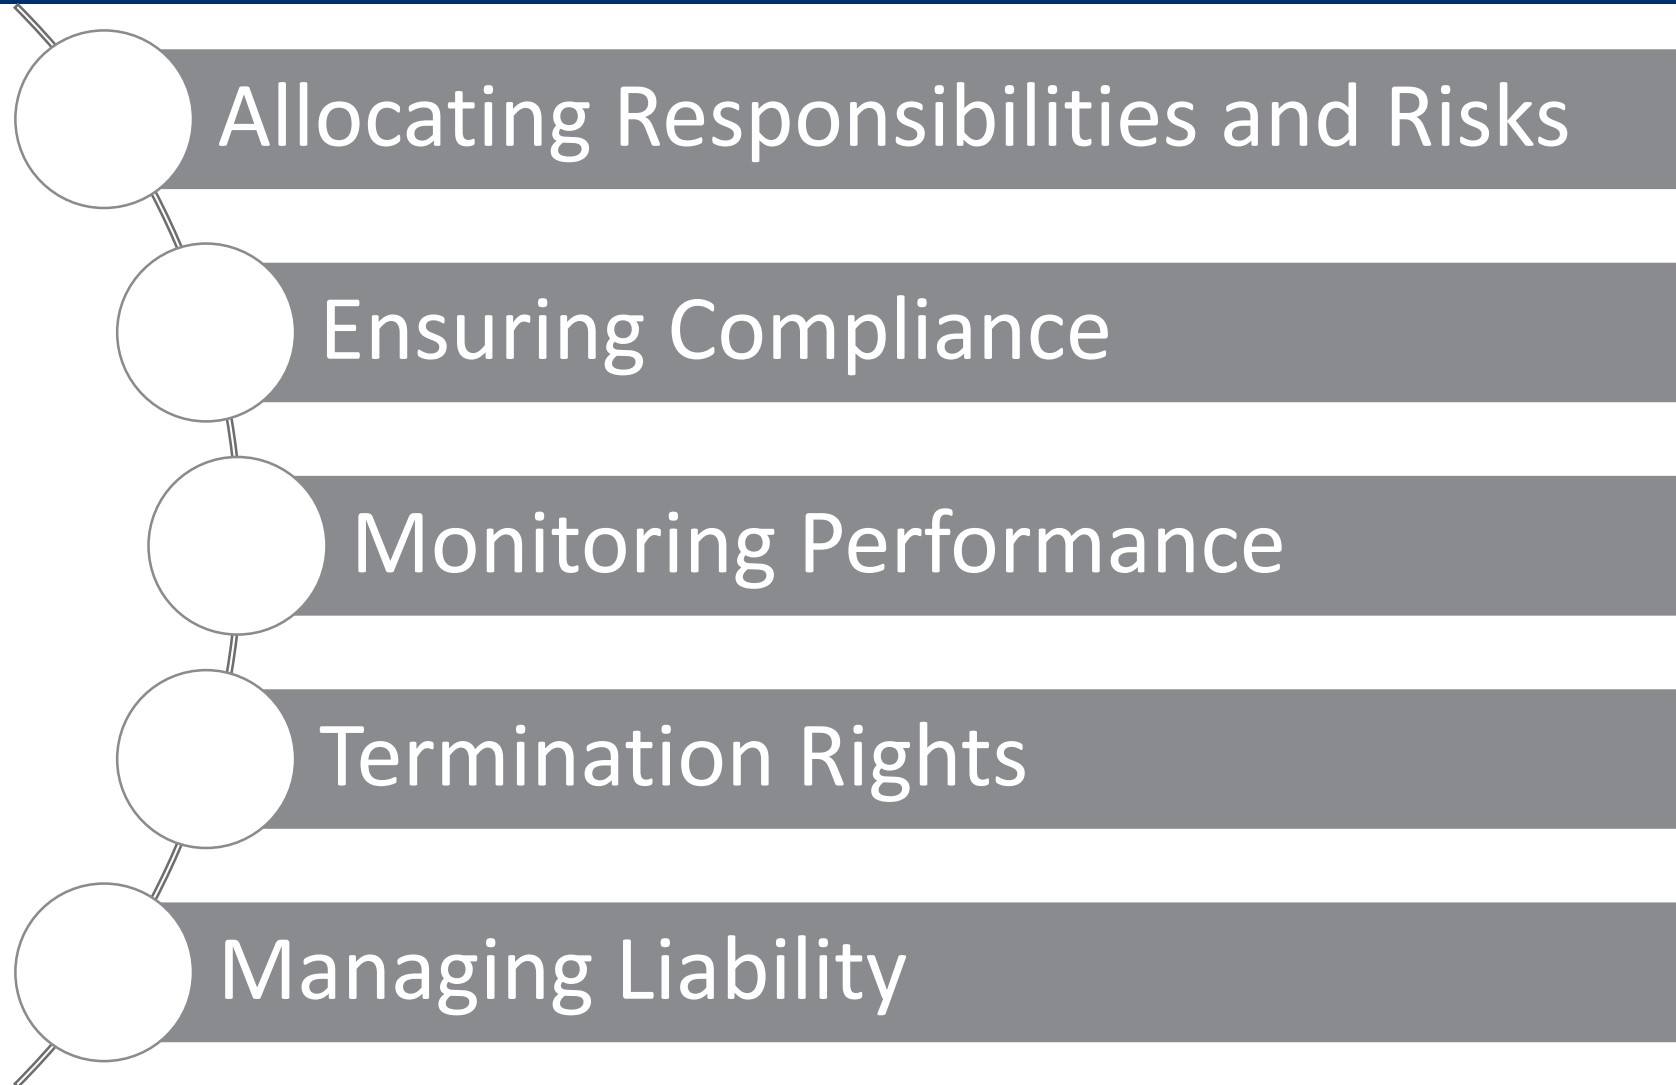 Allocating Responsibilities and Risks
Ensuring Compliance
Monitoring Performance
Termination Rights
Managing Liability